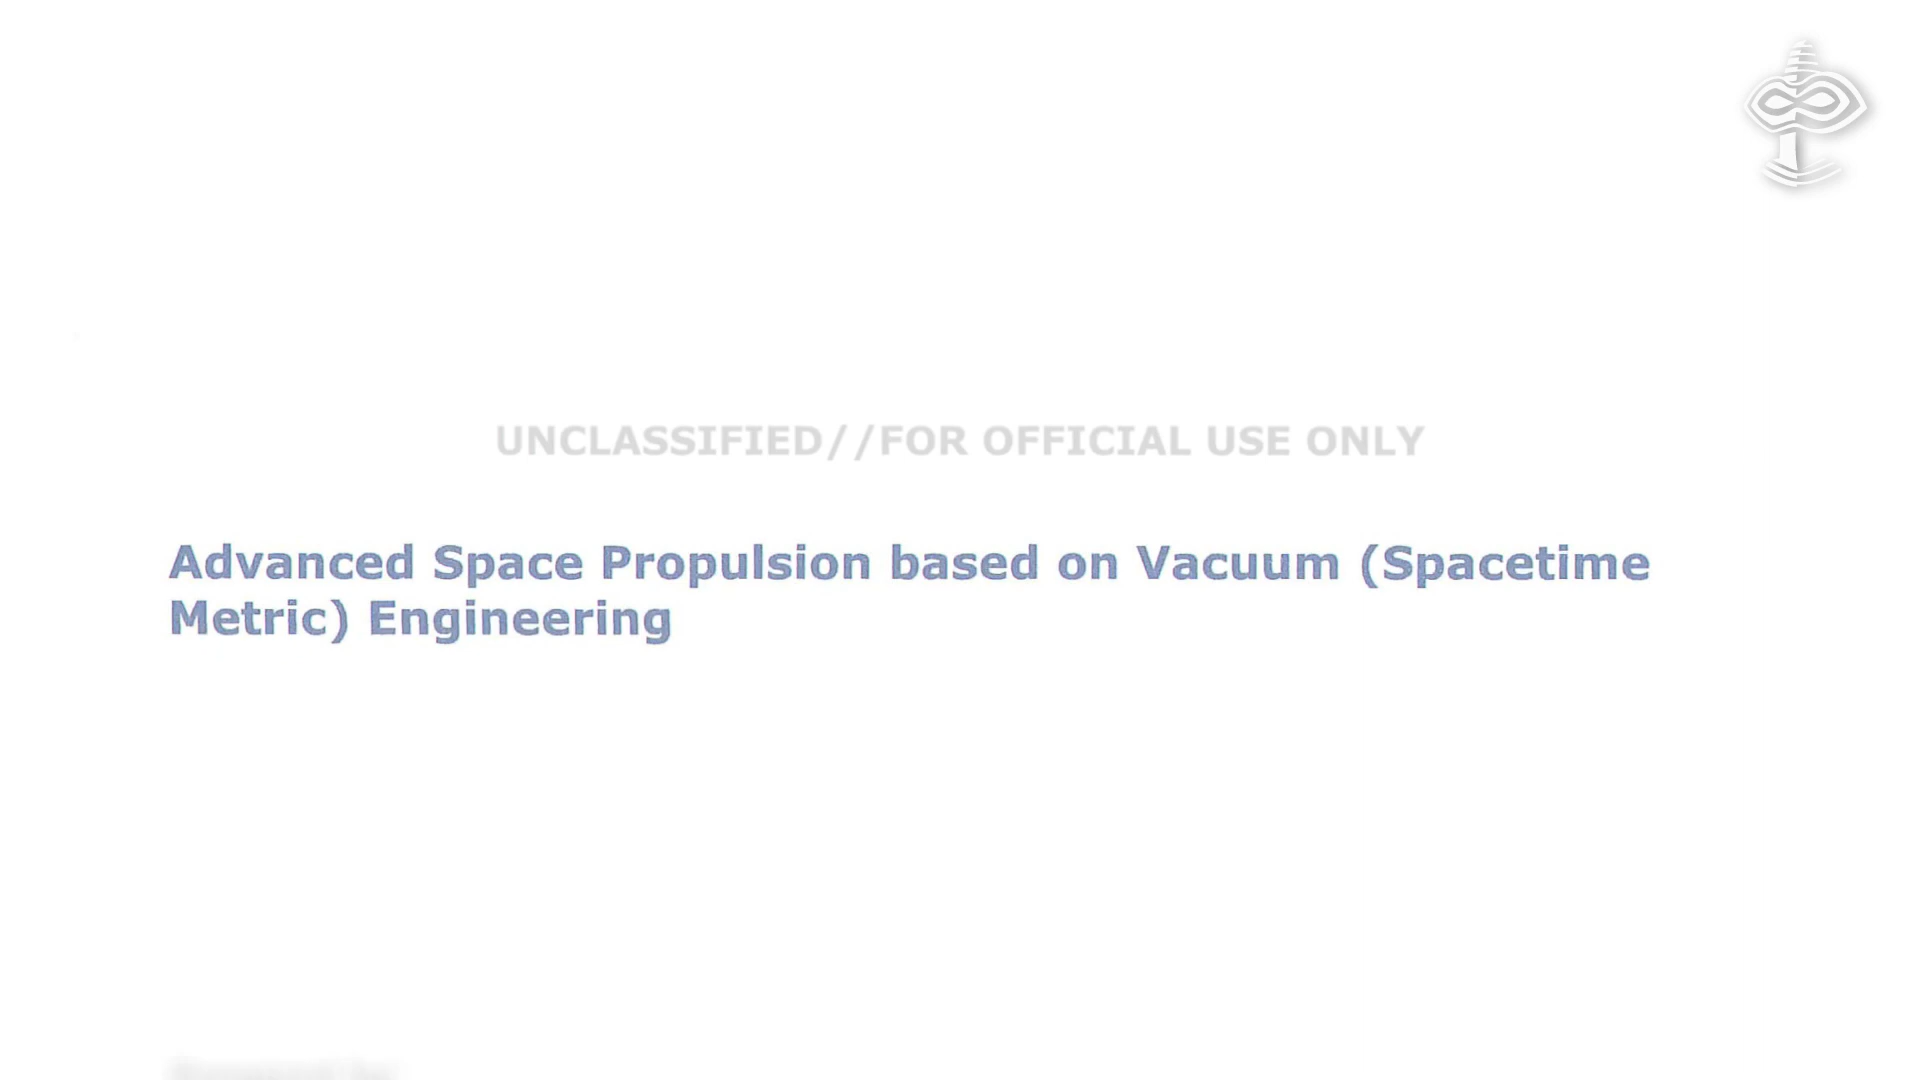 UNCLASSIFIED//FOR OFFICIAL USE ONLY
Advanced Space Propulsion based on Vacuum (Spacetime
Metric) Engineering